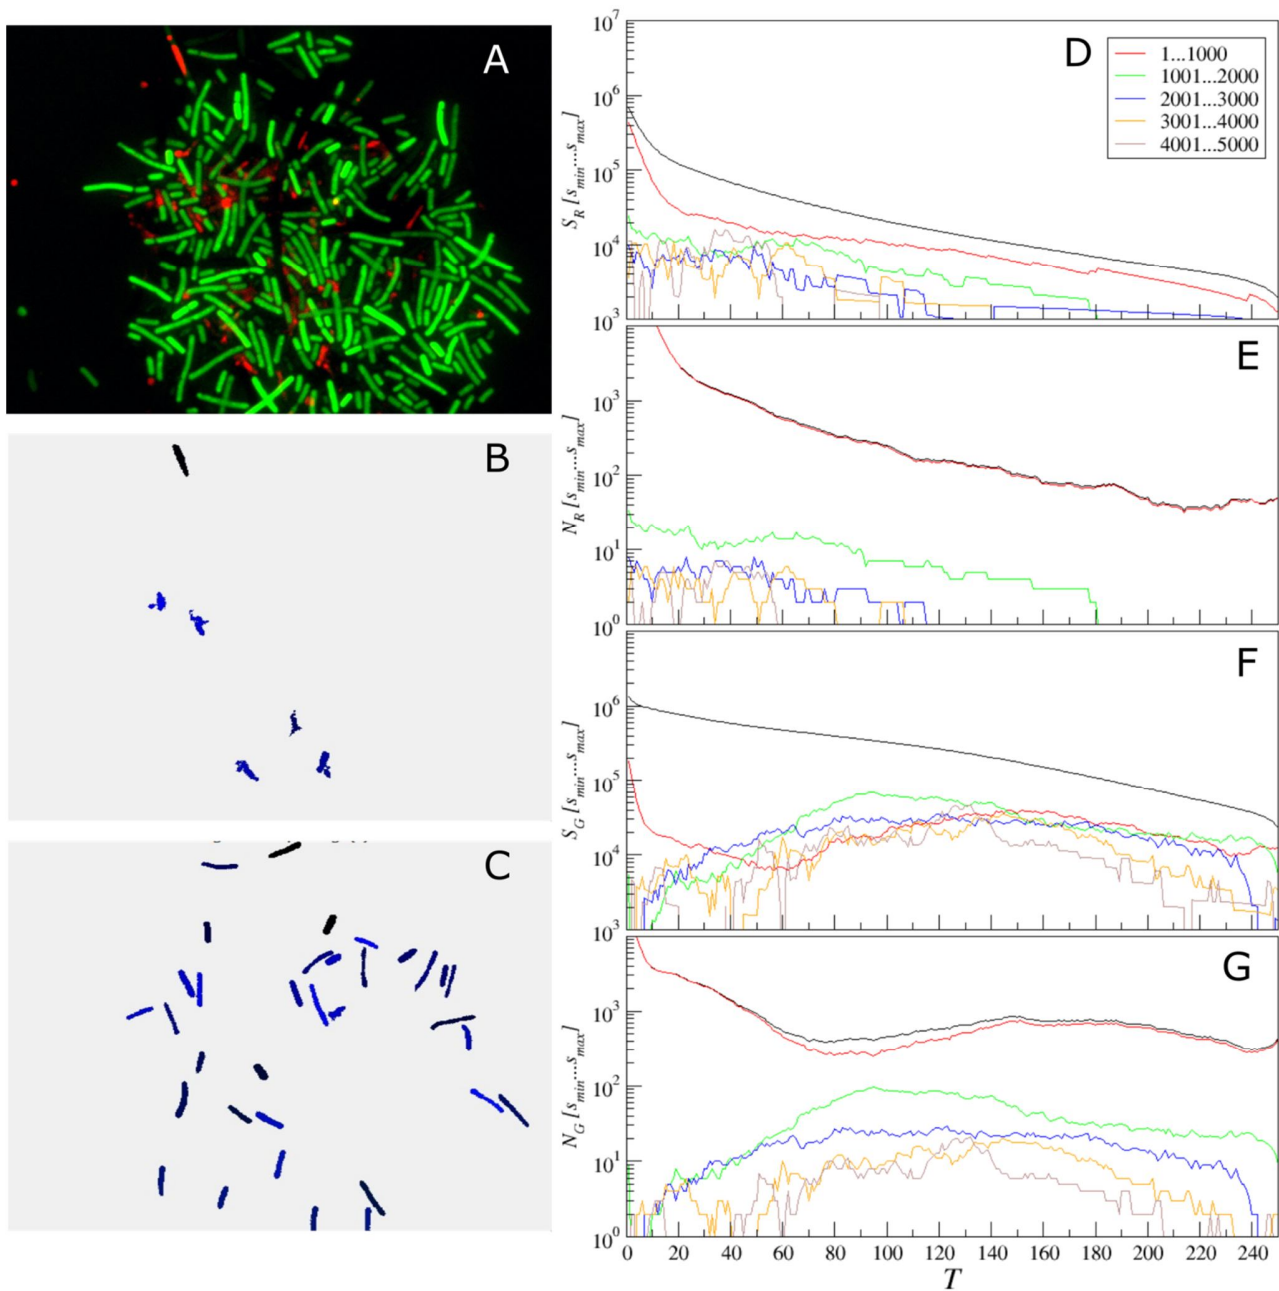 A
B
C
D
10^7
10^6
10^5
10^4
10^3
S_R [s_min...s_max]
1...1000
1001...2000
2001...3000
3001...4000
4001...5000
E
10^3
10^2
10^1
10^0
N_R [s_min...s_max]
F
10^6
10^5
10^4
10^3
S_G [s_min...s_max]
G
10^3
10^2
10^1
10^0
N_G [s_min...s_max]
0 20 40 60 80 100 120 140 160 180 200 220 240
T